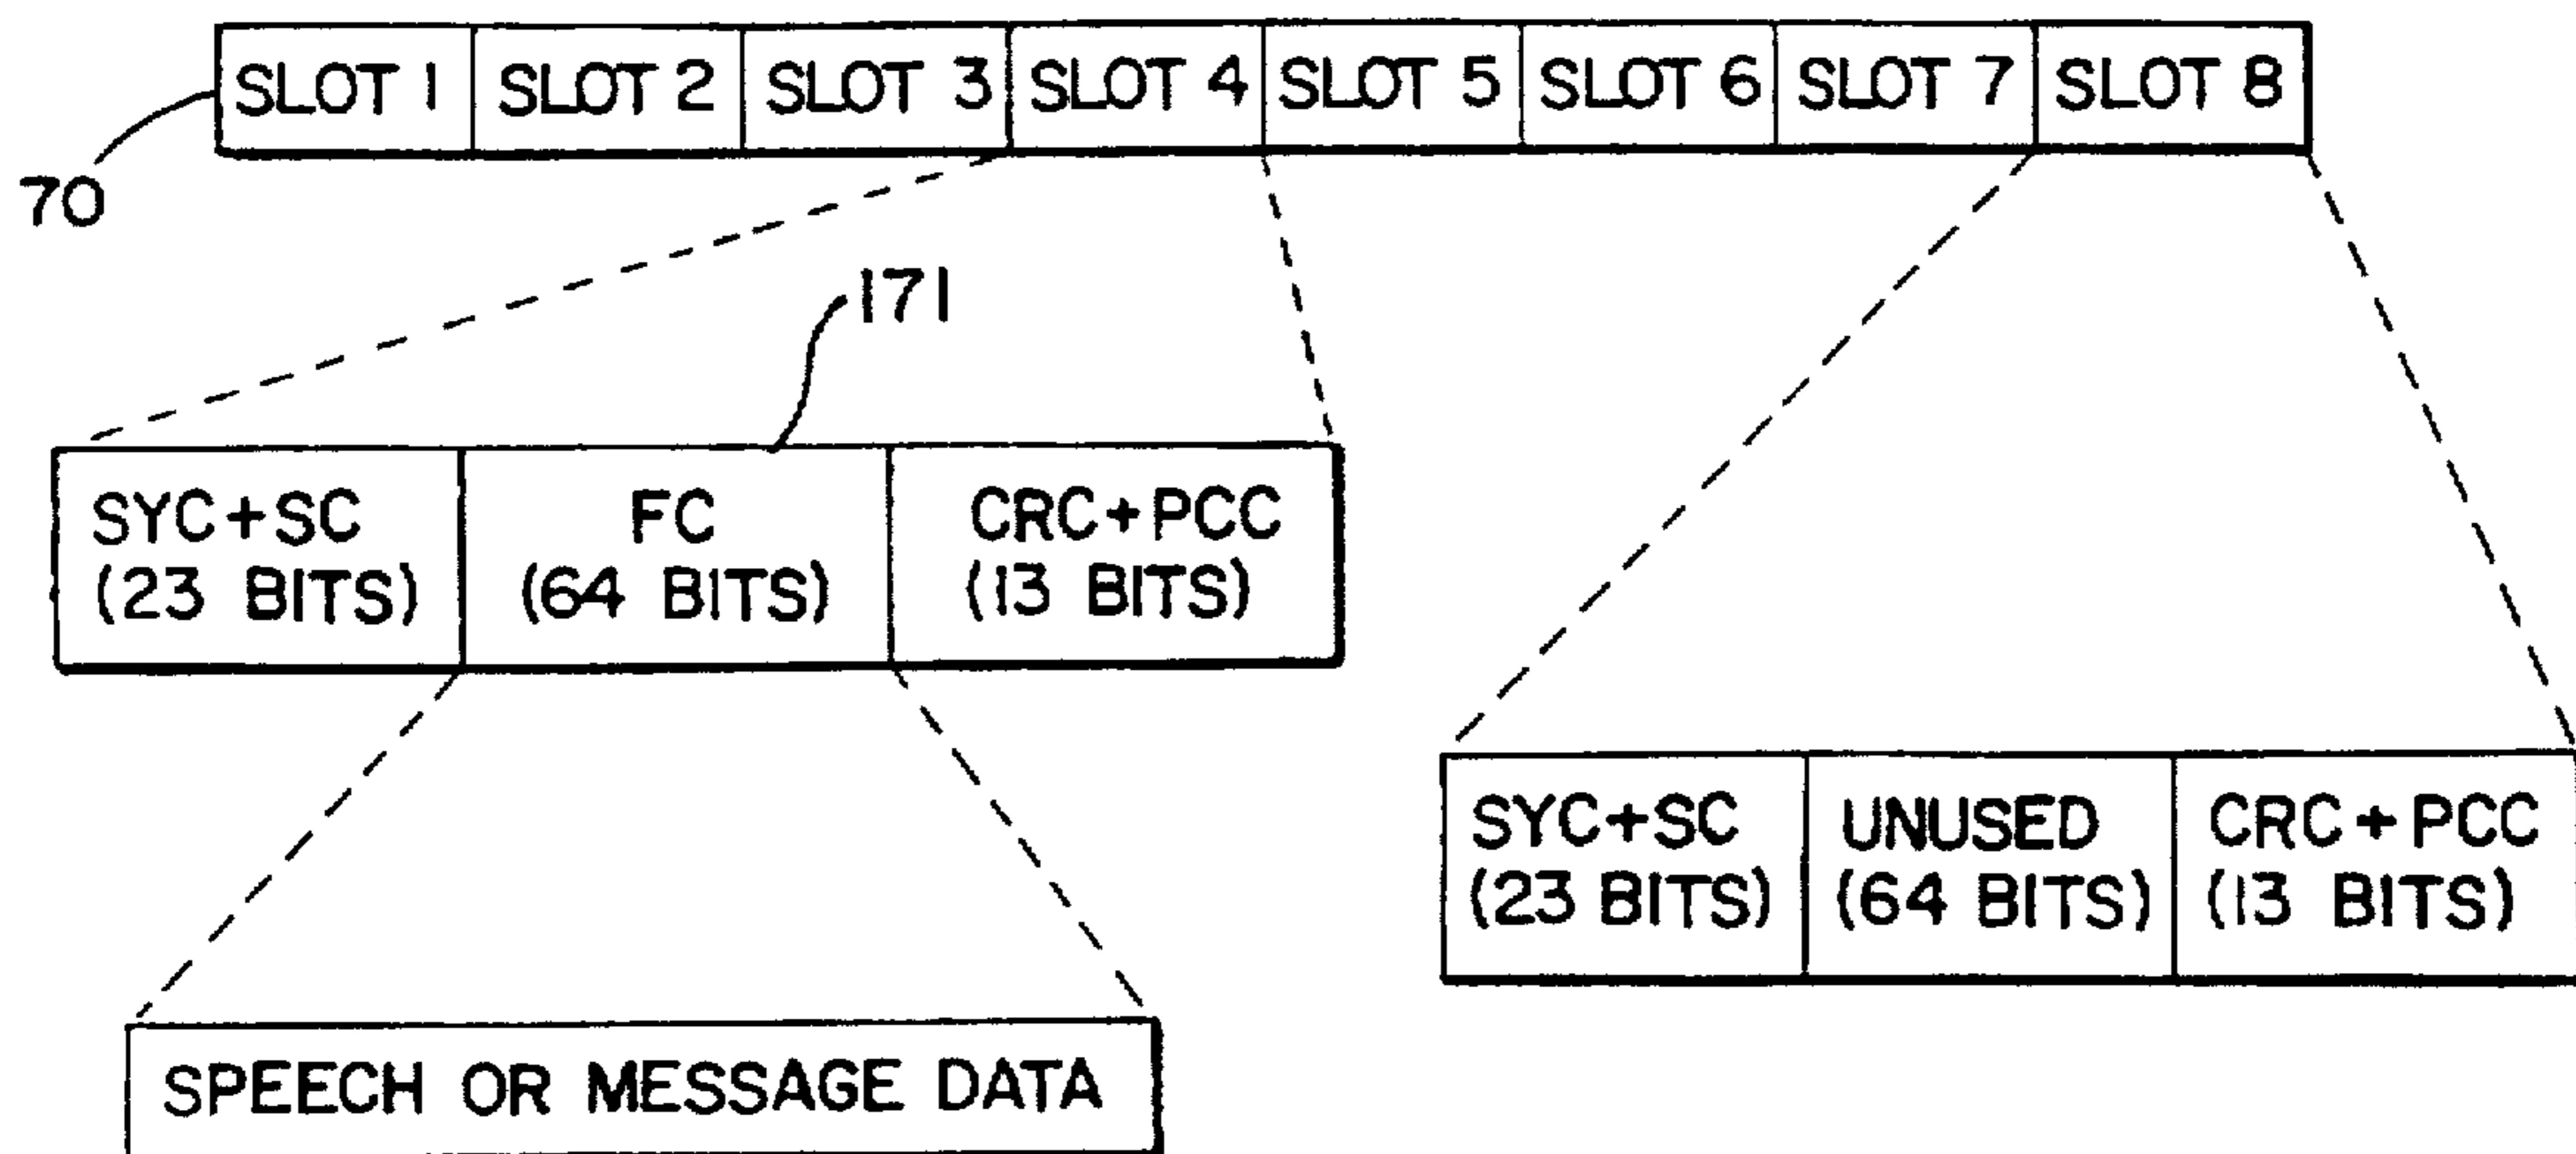 SLOT 1 SLOT 2 SLOT 3 SLOT 4 SLOT 5 SLOT 6 SLOT 7 SLOT 8
70
171
SYC+SC
(23 BITS)
FC
(64 BITS)
CRC+PCC
(13 BITS)
SYC+SC
(23 BITS)
UNUSED
(64 BITS)
CRC+PCC
(13 BITS)
SPEECH OR MESSAGE DATA